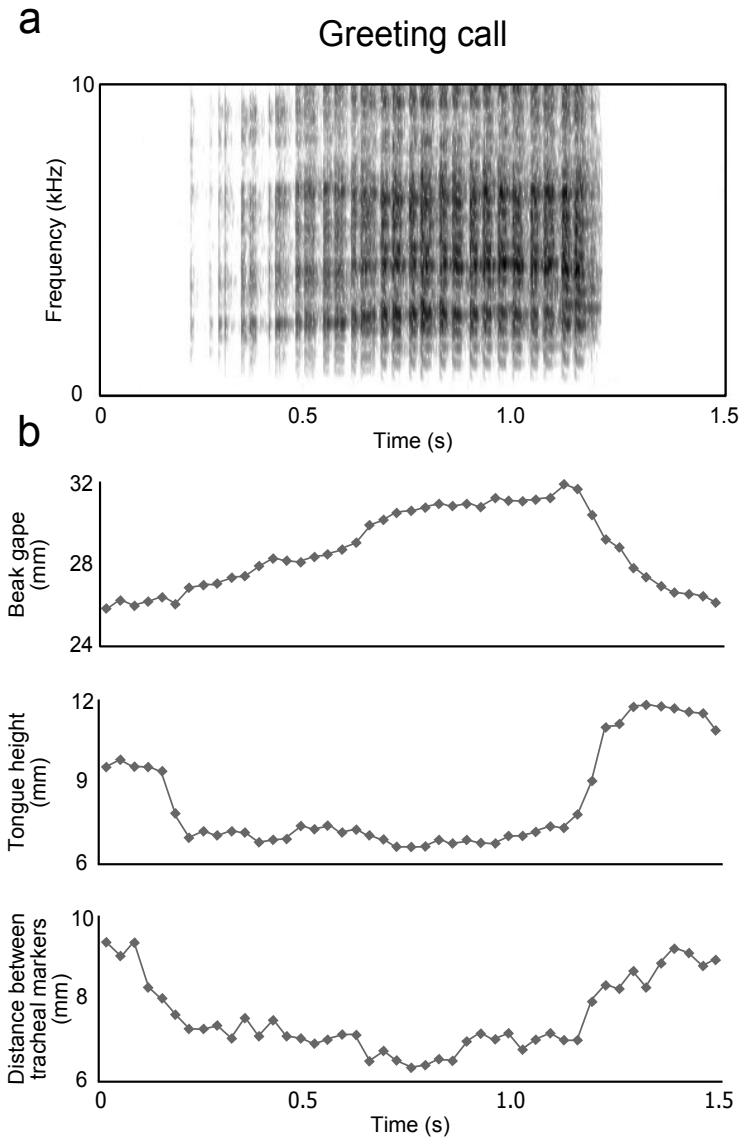 a
Greeting call
10
Frequency (kHz)
0
0 0.5 1.0 1.5
Time (s)
b
32
Beak gape
(mm)
28
24
12
Tongue height
(mm)
9
6
10
Distance between
tracheal markers
(mm)
8
6
0 0.5 1.0 1.5
Time (s)